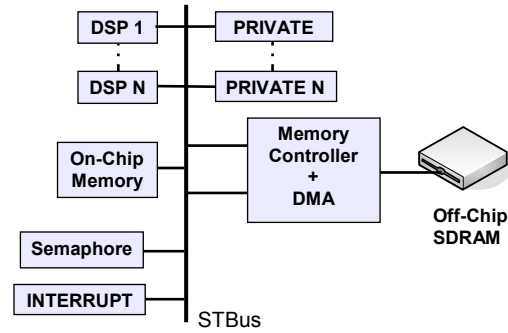 DSP 1
PRIVATE
DSP N
PRIVATE N
On-Chip
Memory
Memory
Controller
+
DMA
Off-Chip
SDRAM
Semaphore
INTERRUPT
STBus